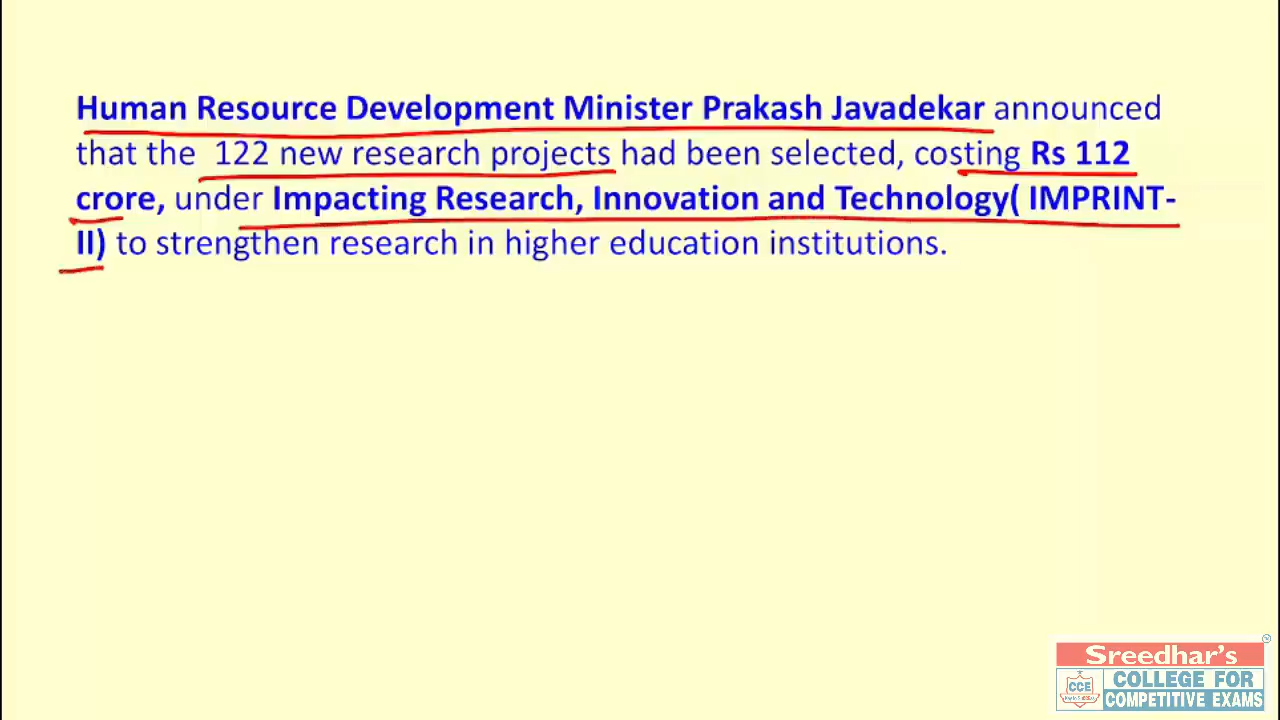 Human Resource Development Minister Prakash Javadekar announced
that the 122 new research projects had been selected, costing Rs 112
crore, under Impacting Research, Innovation and Technology( IMPRINT-
II) to strengthen research in higher education institutions.
Sreedhar's
CCE
COLLEGE FOR
COMPETITIVE EXAMS